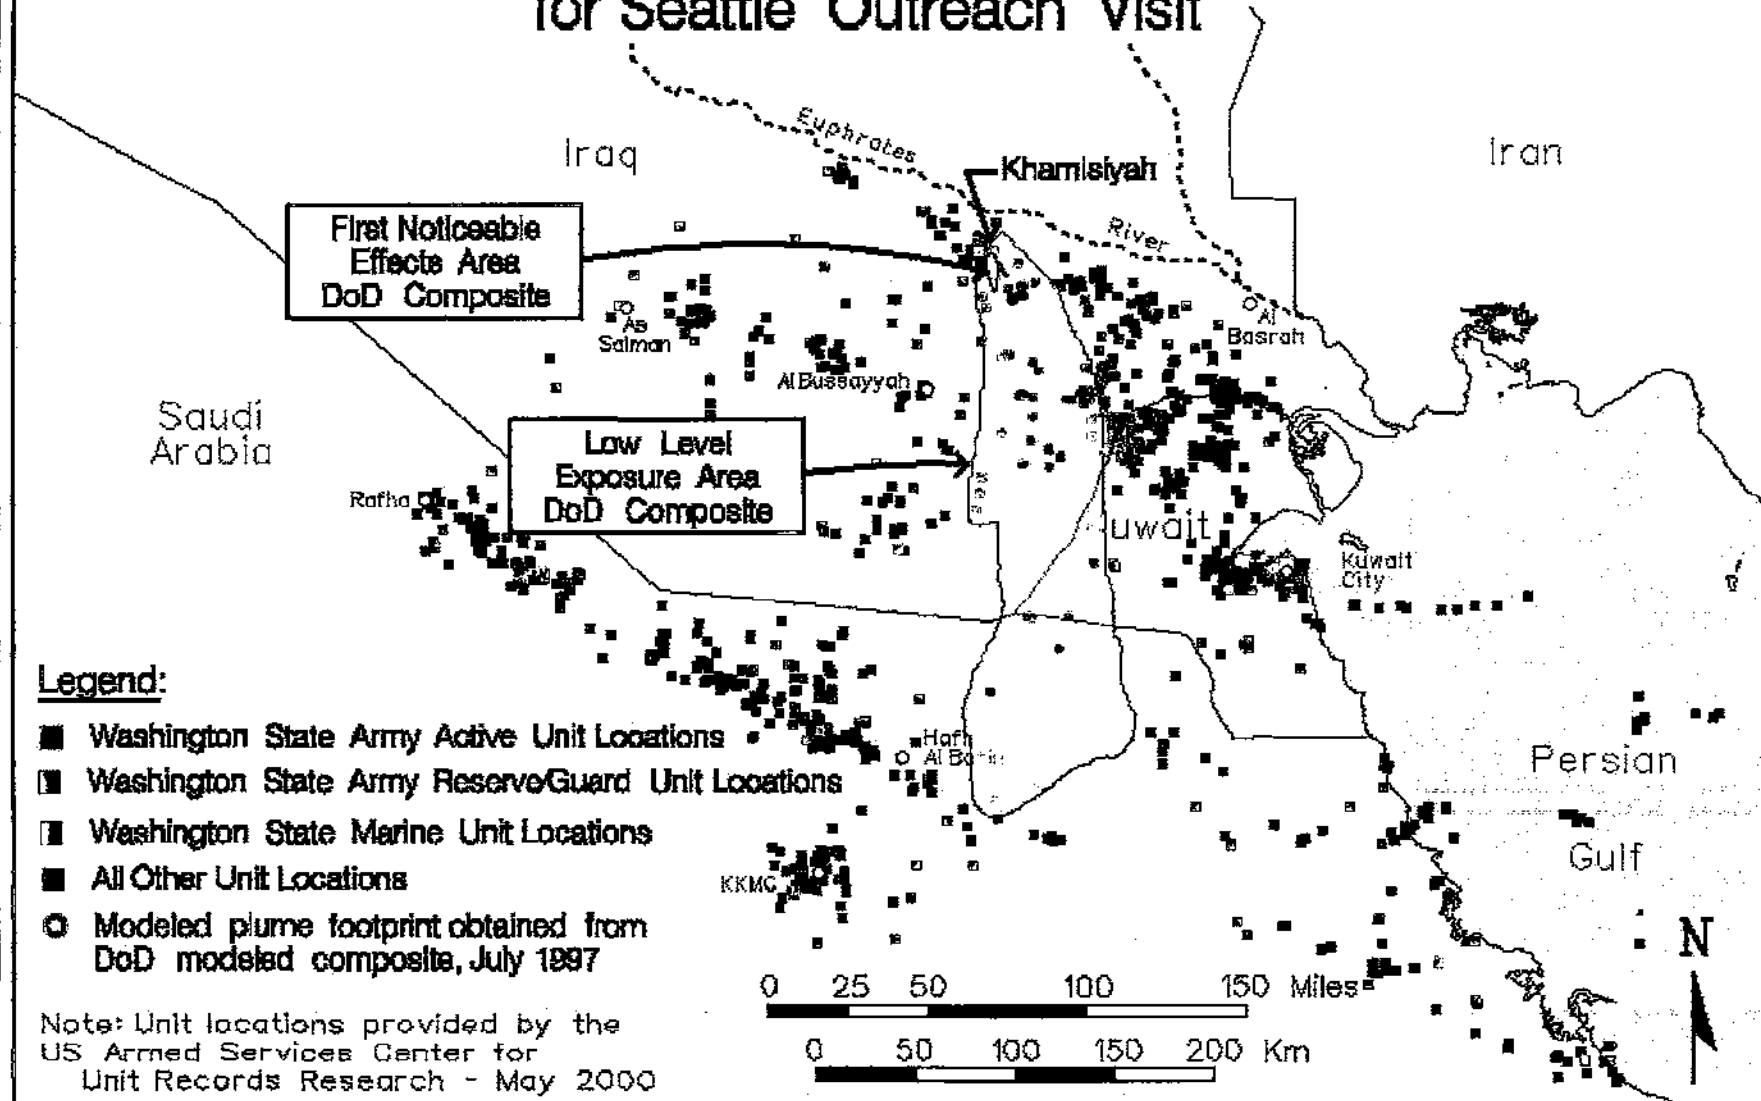 for Seattle Outreach Visit
Iraq
Euphrates
Khamisiyah
Iran
First Noticeable
Effects Area
DoD Composite
River
As
Salman
Al
Basrah
Al Bussayyah
Saudi
Arabia
Low Level
Exposure Area
DoD Composite
Rafha
uwait
Kuwait
City
Legend:
Washington State Army Active Unit Locations
Washington State Army Reserve/Guard Unit Locations
Washington State Marine Unit Locations
All Other Unit Locations
Modeled plume footprint obtained from
DoD modeled composite, July 1997
Hafr
Al Batin
Persian
Gulf
KKMC
N
0 25 50 100 150 Miles
0 50 100 150 200 Km
Note: Unit locations provided by the
US Armed Services Center for
Unit Records Research - May 2000